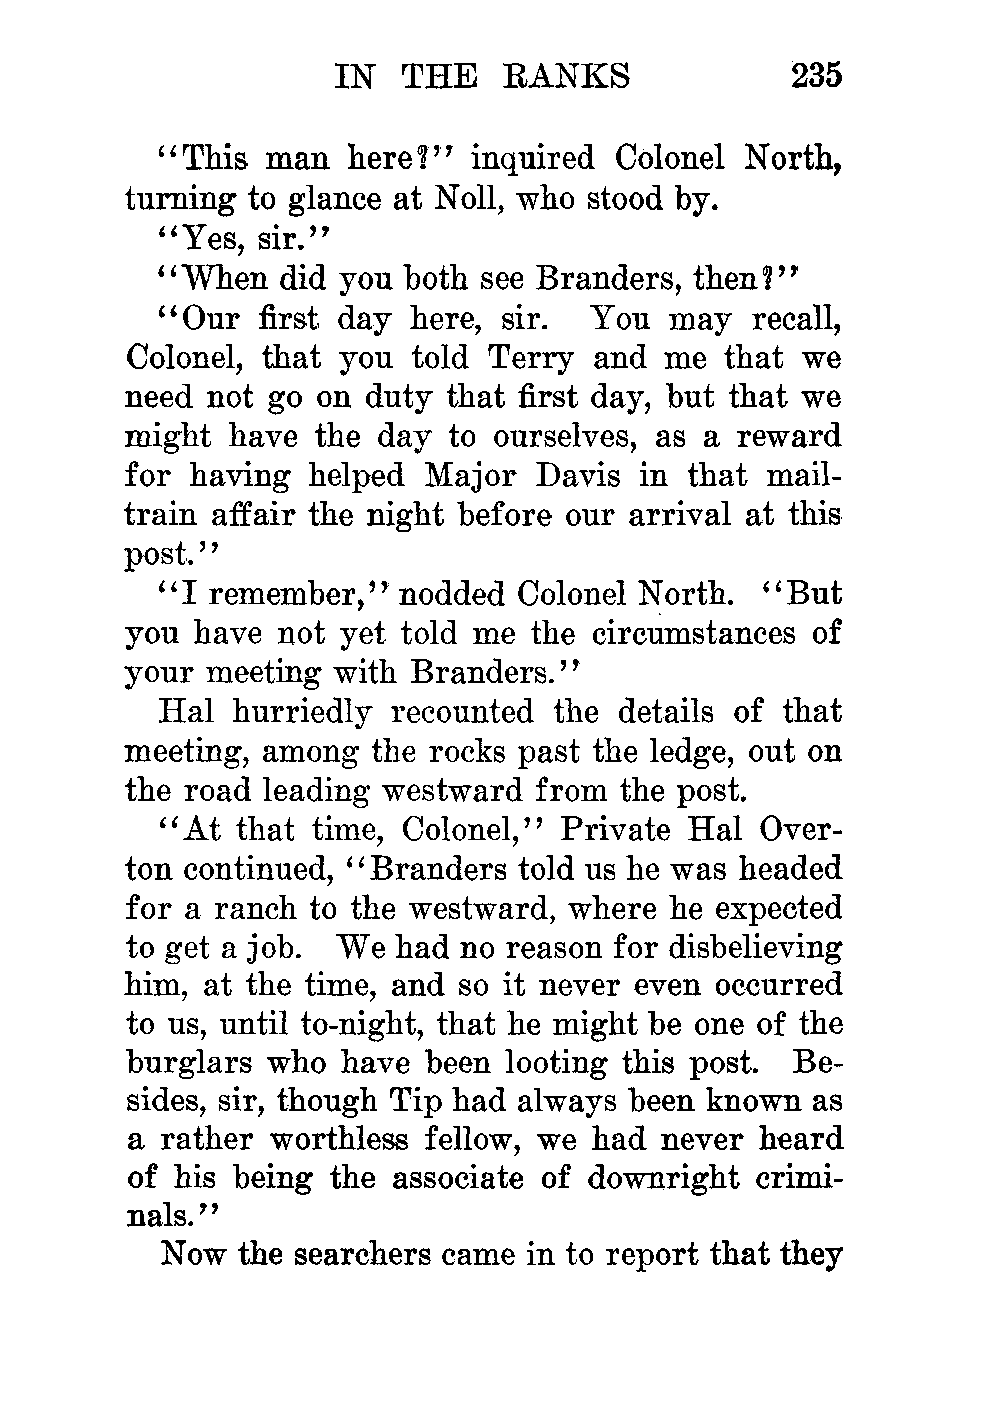 IN THE RANKS 235
"This man here?" inquired Colonel North,
turning to glance at Noll, who stood by.
"Yes, sir."
"When did you both see Branders, then?"
"Our first day here, sir. You may recall,
Colonel, that you told Terry and me that we
need not go on duty that first day, but that we
might have the day to ourselves, as a reward
for having helped Major Davis in that mail-
train affair the night before our arrival at this
post."
"I remember," nodded Colonel North. "But
you have not yet told me the circumstances of
your meeting with Branders."
Hal hurriedly recounted the details of that
meeting, among the rocks past the ledge, out on
the road leading westward from the post.
"At that time, Colonel," Private Hal Over-
ton continued, "Branders told us he was headed
for a ranch to the westward, where he expected
to get a job. We had no reason for disbelieving
him, at the time, and so it never even occurred
to us, until to-night, that he might be one of the
burglars who have been looting this post. Be-
sides, sir, though Tip had always been known as
a rather worthless fellow, we had never heard
of his being the associate of downright crimi-
nals."
Now the searchers came in to report that they